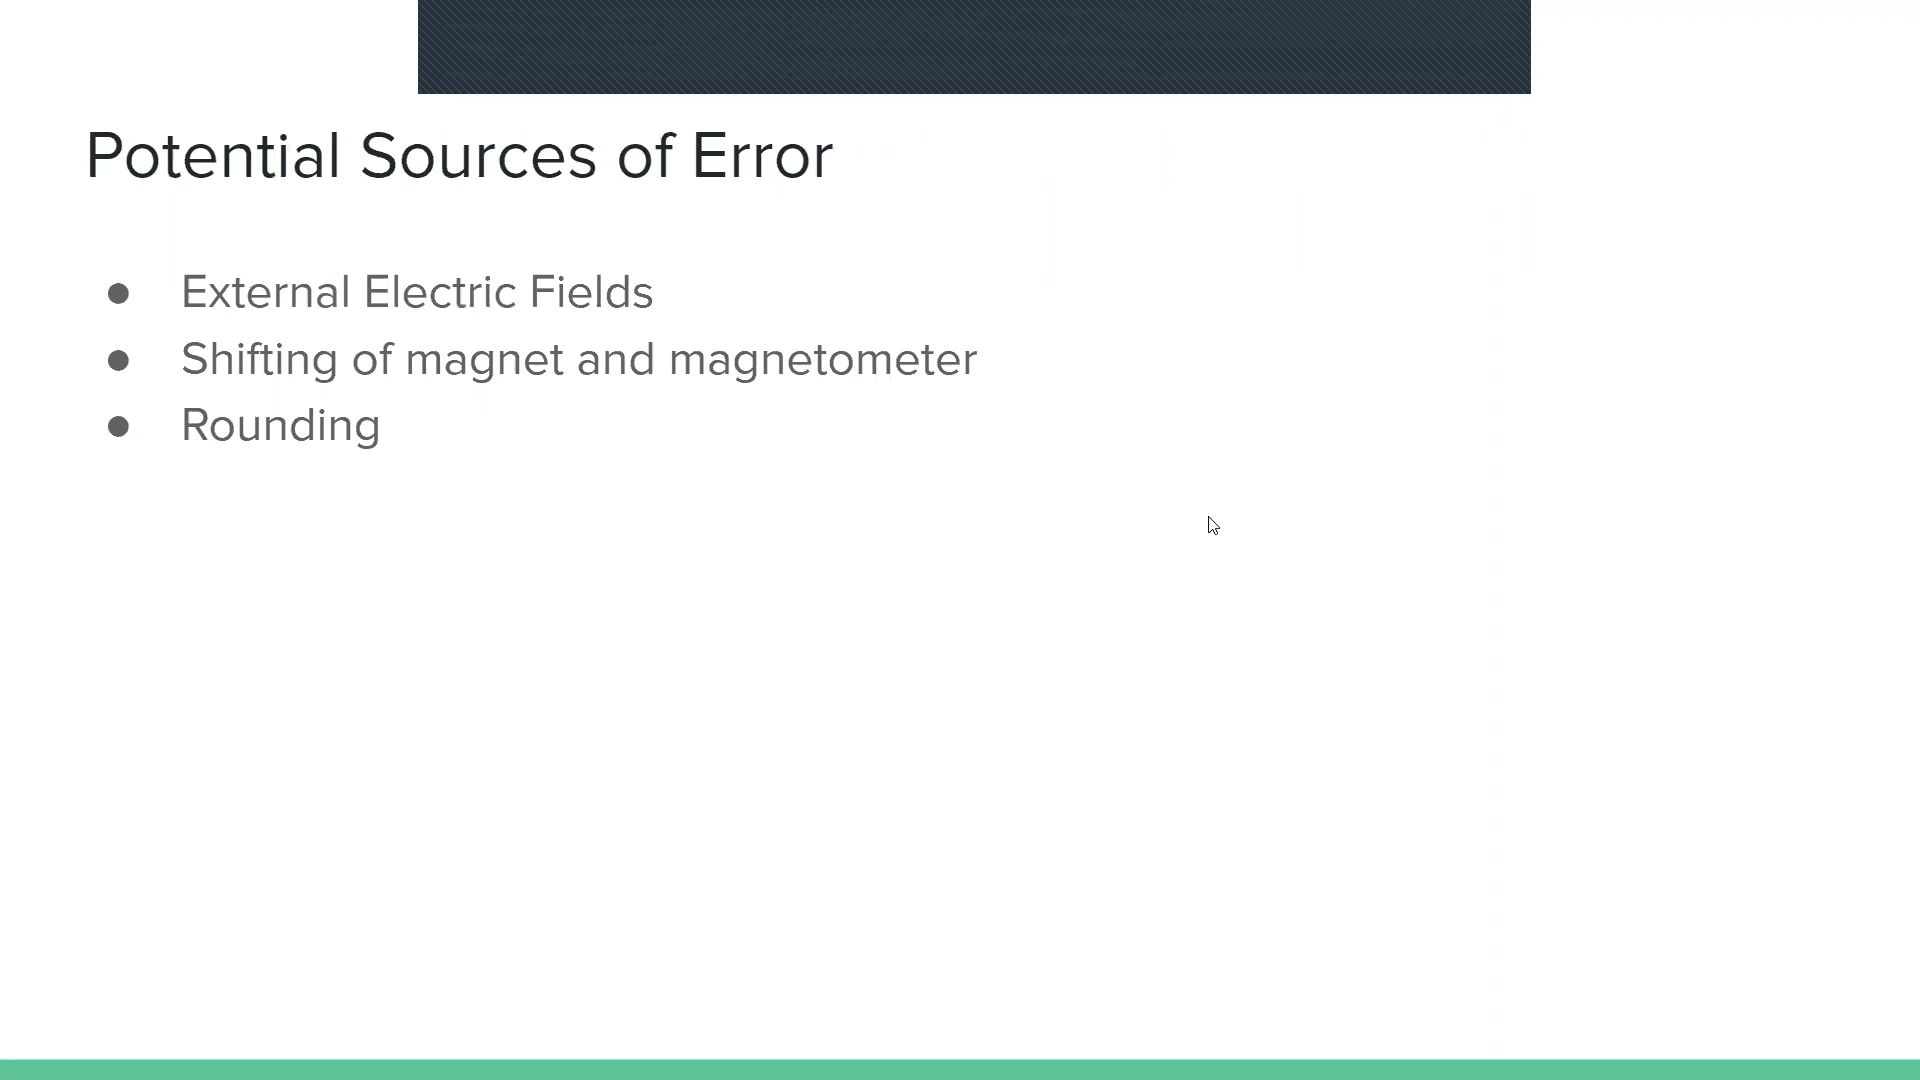 Potential Sources of Error
● External Electric Fields
● Shifting of magnet and magnetometer
● Rounding